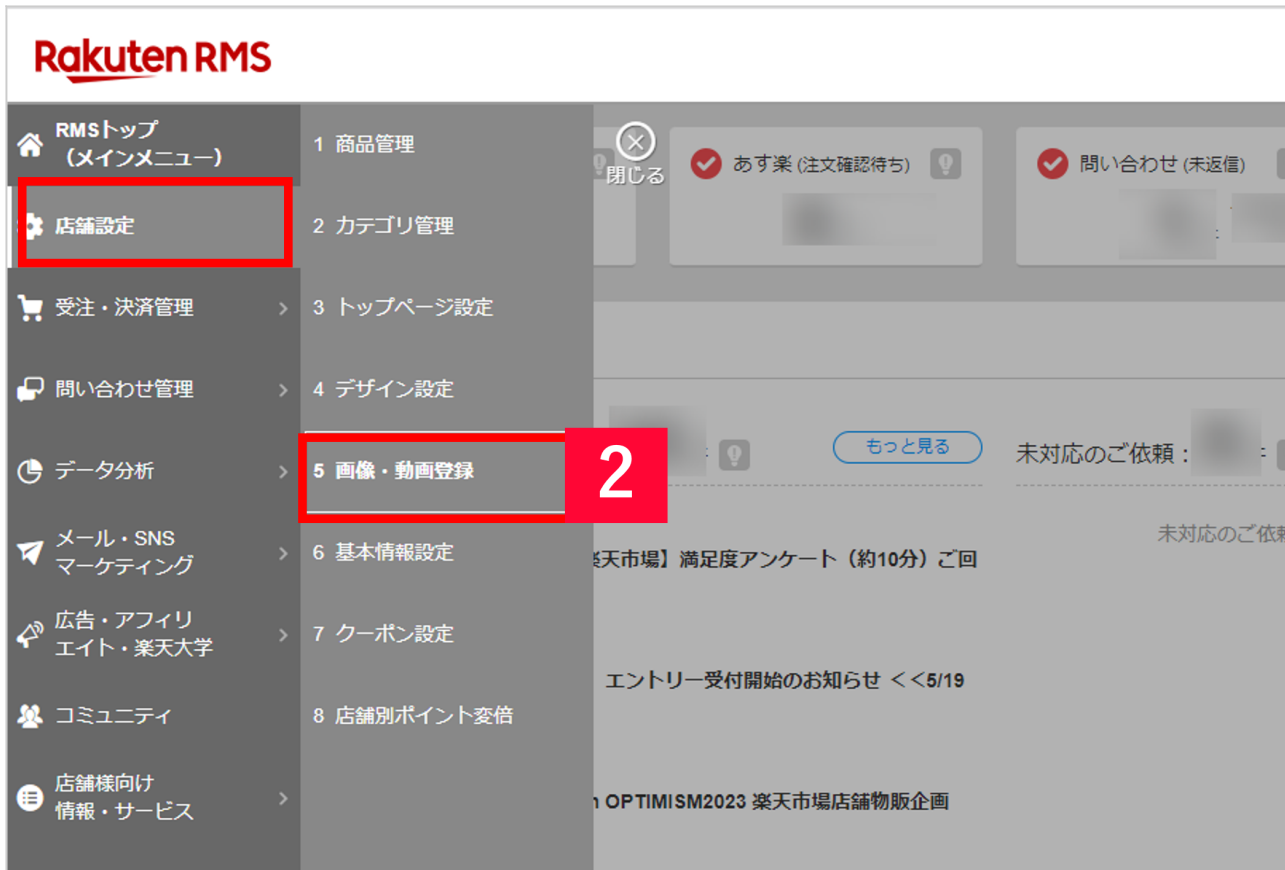 Rakuten RMS
RMSトップ
(メインメニュー)
店舗設定
受注・決済管理
問い合わせ管理
データ分析
メール・SNS
マーケティング
広告・アフィリ
エイト・楽天大学
コミュニティ
店舗様向け
情報・サービス
1 商品管理
2 カテゴリ管理
3 トップページ設定
4 デザイン設定
5 画像・動画登録
2
6 基本情報設定
7 クーポン設定
8 店舗別ポイント変倍
閉じる
あす楽 (注文確認待ち)
問い合わせ (未返信)
もっと見る
未対応のご依頼：
未対応のご依頼
天市場】満足度アンケート（約10分）ご回
エントリー受付開始のお知らせ ＜＜5/19
OPTIMISM2023 楽天市場店舗物販企画